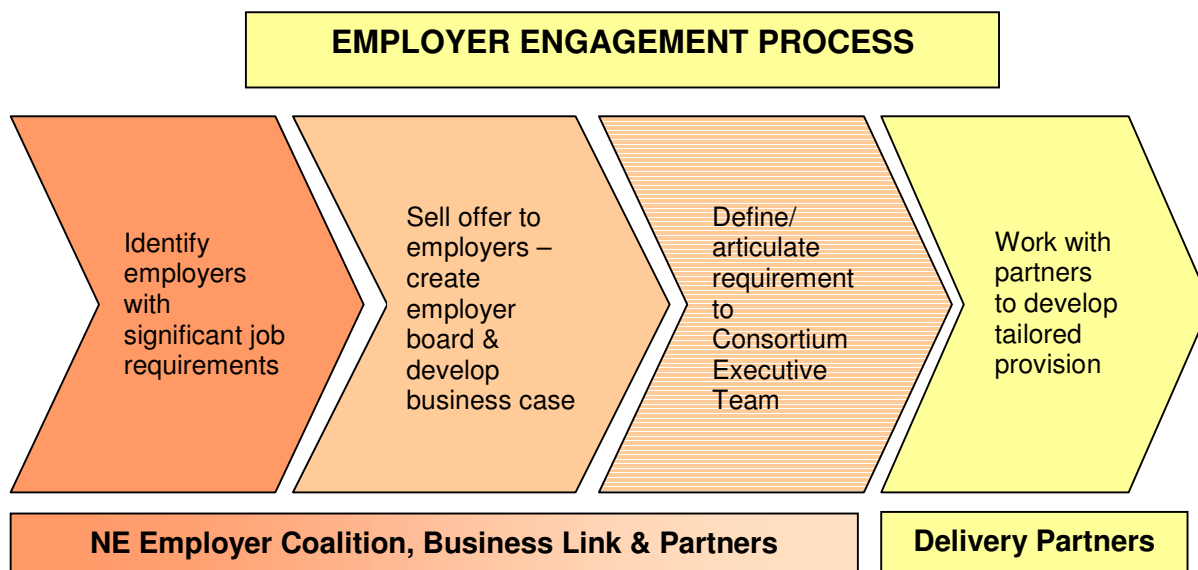 EMPLOYER ENGAGEMENT PROCESS
Identify
employers
with
significant job
requirements
Sell offer to
employers –
create
employer
board &
develop
business case
Define/
articulate
requirement
to
Consortium
Executive
Team
Work with
partners
to develop
tailored
provision
NE Employer Coalition, Business Link & Partners
Delivery Partners